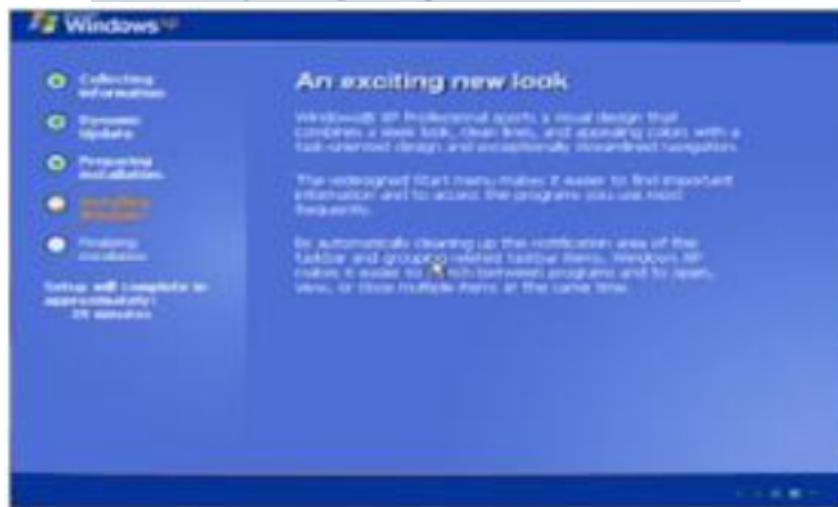 Windows xp
Collecting
information
Dynamic
Update
Preparing
installation
Installing
Windows
Finalizing
installation
Setup will complete in
approximately:
39 minutes
An exciting new look
Windows® XP Professional sports a visual design that
combines a sleek look, clean lines, and appealing colors with a
task-oriented design and exceptionally streamlined navigation.
The redesigned Start menu makes it easier to find important
information and to access the programs you use most
frequently.
By automatically cleaning up the notification area of the
taskbar and grouping related taskbar items, Windows XP
makes it easier to switch between programs and to open,
view, or close multiple items at the same time.